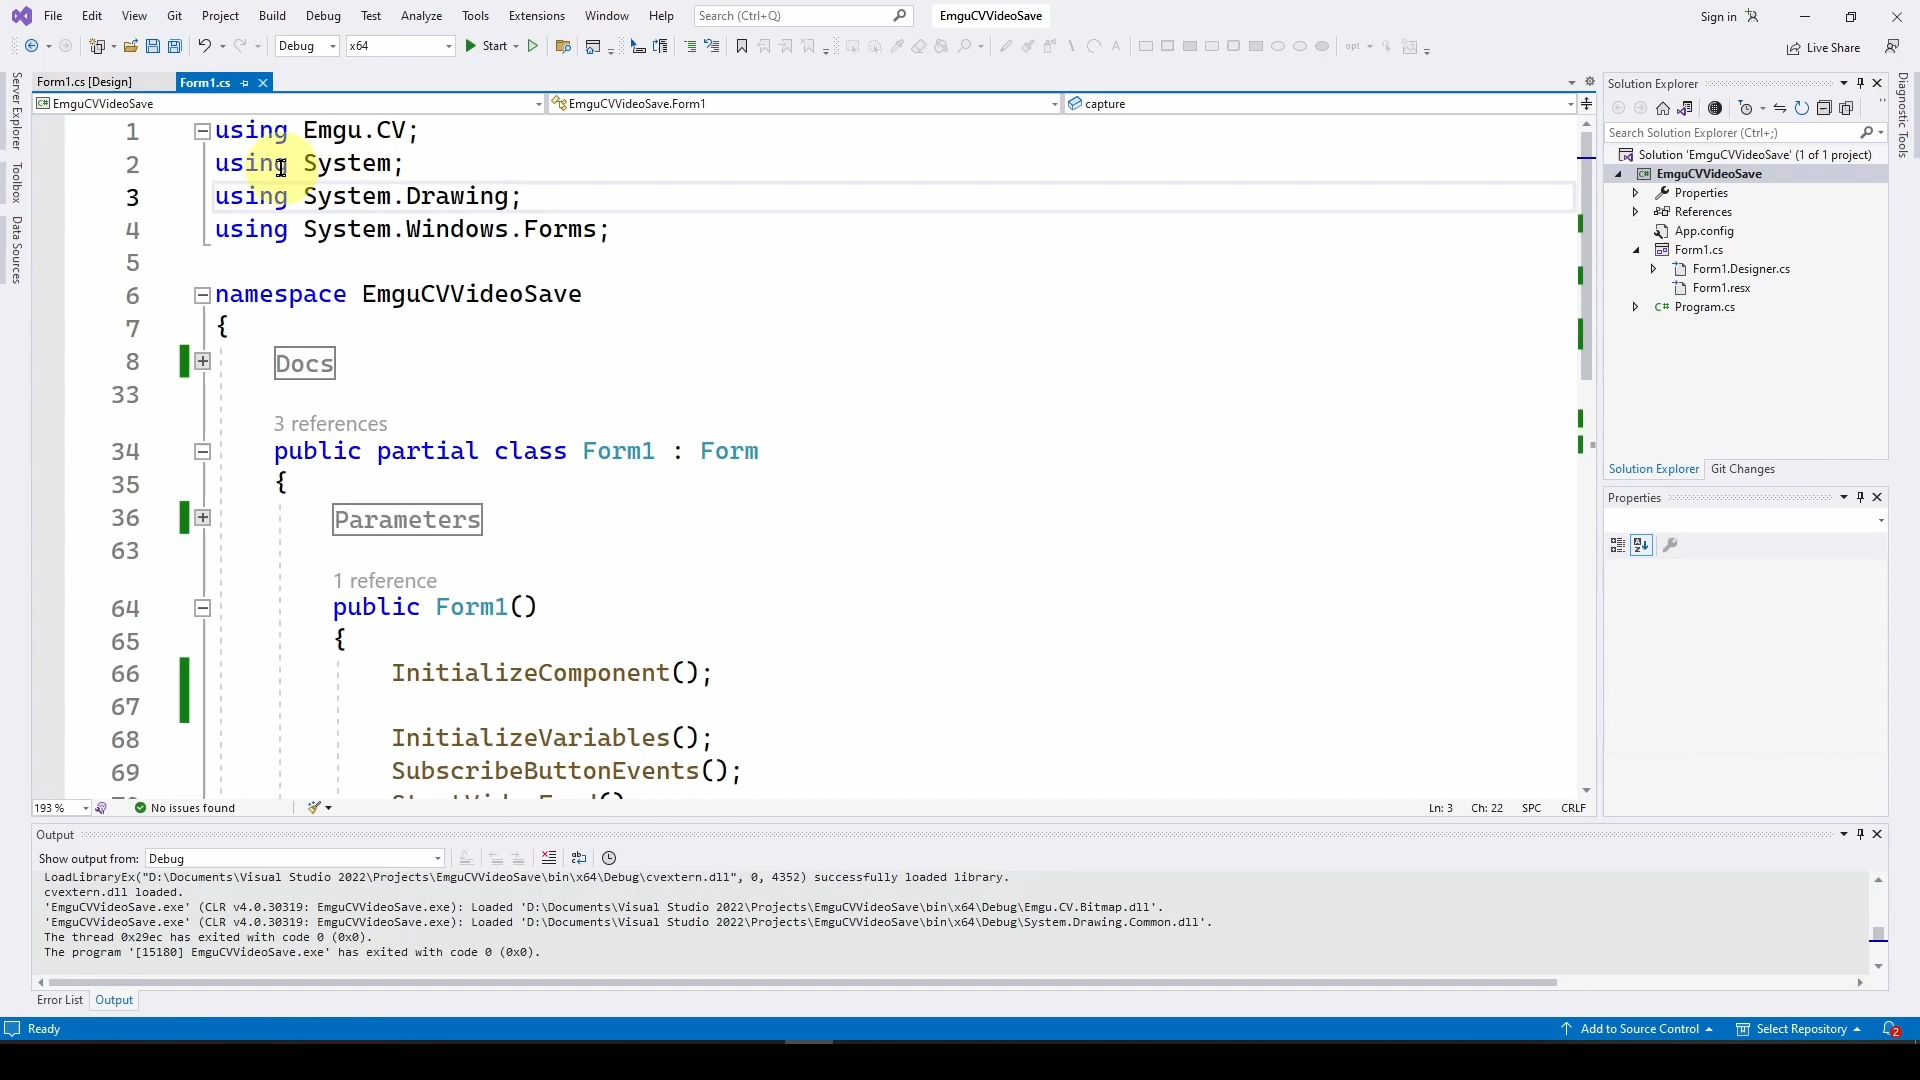 File Edit View Git Project Build Debug Test Analyze Tools Extensions Window Help Search (Ctrl+Q) EmguCVVideoSave Sign in
Debug x64 Start Live Share
Form1.cs [Design] Form1.cs
EmguCVVideoSave EmguCVVideoSave.Form1 capture
Server Explorer
Toolbox
Data Sources
1 using Emgu.CV;
2 using System;
3 using System.Drawing;
4 using System.Windows.Forms;
5
6 namespace EmguCVVideoSave
7 {
8 Docs
33
3 references
34 public partial class Form1 : Form
35 {
36 Parameters
63
1 reference
64 public Form1()
65 {
66 InitializeComponent();
67
68 InitializeVariables();
69 SubscribeButtonEvents();
193 % No issues found Ln: 3 Ch: 22 SPC CRLF
Solution Explorer
Search Solution Explorer (Ctrl+;)
Solution 'EmguCVVideoSave' (1 of 1 project)
EmguCVVideoSave
Properties
References
App.config
Form1.cs
Form1.Designer.cs
Form1.resx
Program.cs
Solution Explorer Git Changes
Properties
Diagnostic Tools
Output
Show output from: Debug
LoadLibraryEx("D:\Documents\Visual Studio 2022\Projects\EmguCVVideoSave\bin\x64\Debug\cvextern.dll", 0, 4352) successfully loaded library.
cvextern.dll loaded.
'EmguCVVideoSave.exe' (CLR v4.0.30319: EmguCVVideoSave.exe): Loaded 'D:\Documents\Visual Studio 2022\Projects\EmguCVVideoSave\bin\x64\Debug\Emgu.CV.Bitmap.dll'.
'EmguCVVideoSave.exe' (CLR v4.0.30319: EmguCVVideoSave.exe): Loaded 'D:\Documents\Visual Studio 2022\Projects\EmguCVVideoSave\bin\x64\Debug\System.Drawing.Common.dll'.
The thread 0x29ec has exited with code 0 (0x0).
The program '[15180] EmguCVVideoSave.exe' has exited with code 0 (0x0).
Error List Output
Ready Add to Source Control Select Repository 2